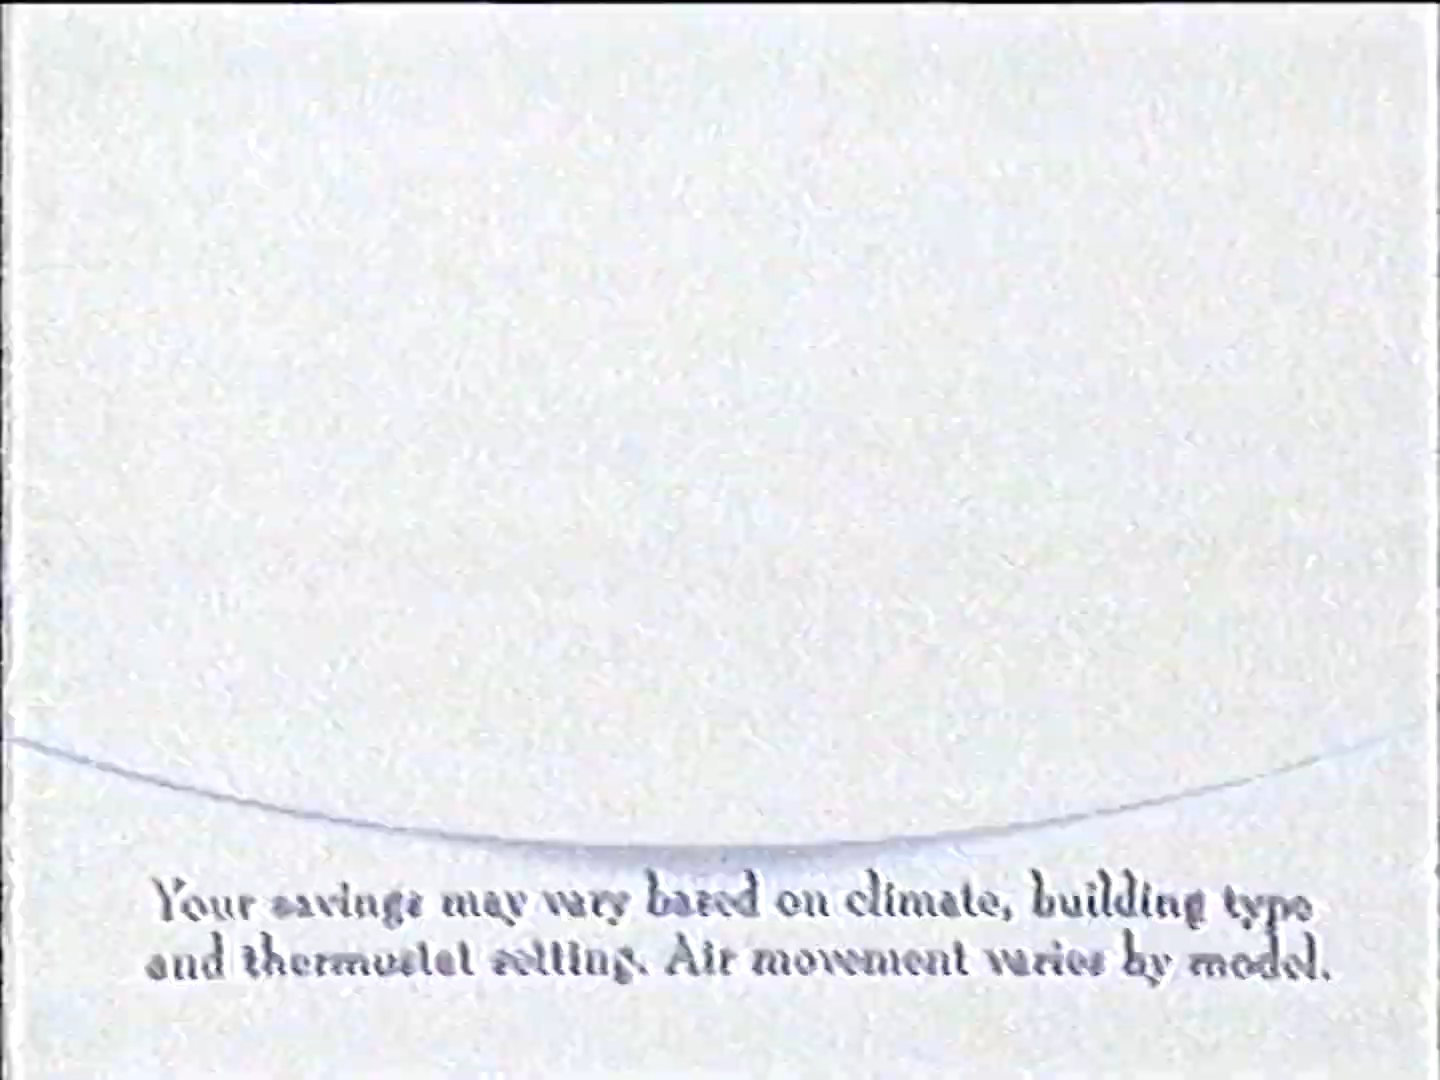 Your savings may vary based on climate, building type
and thermostat setting. Air movement varies by model.